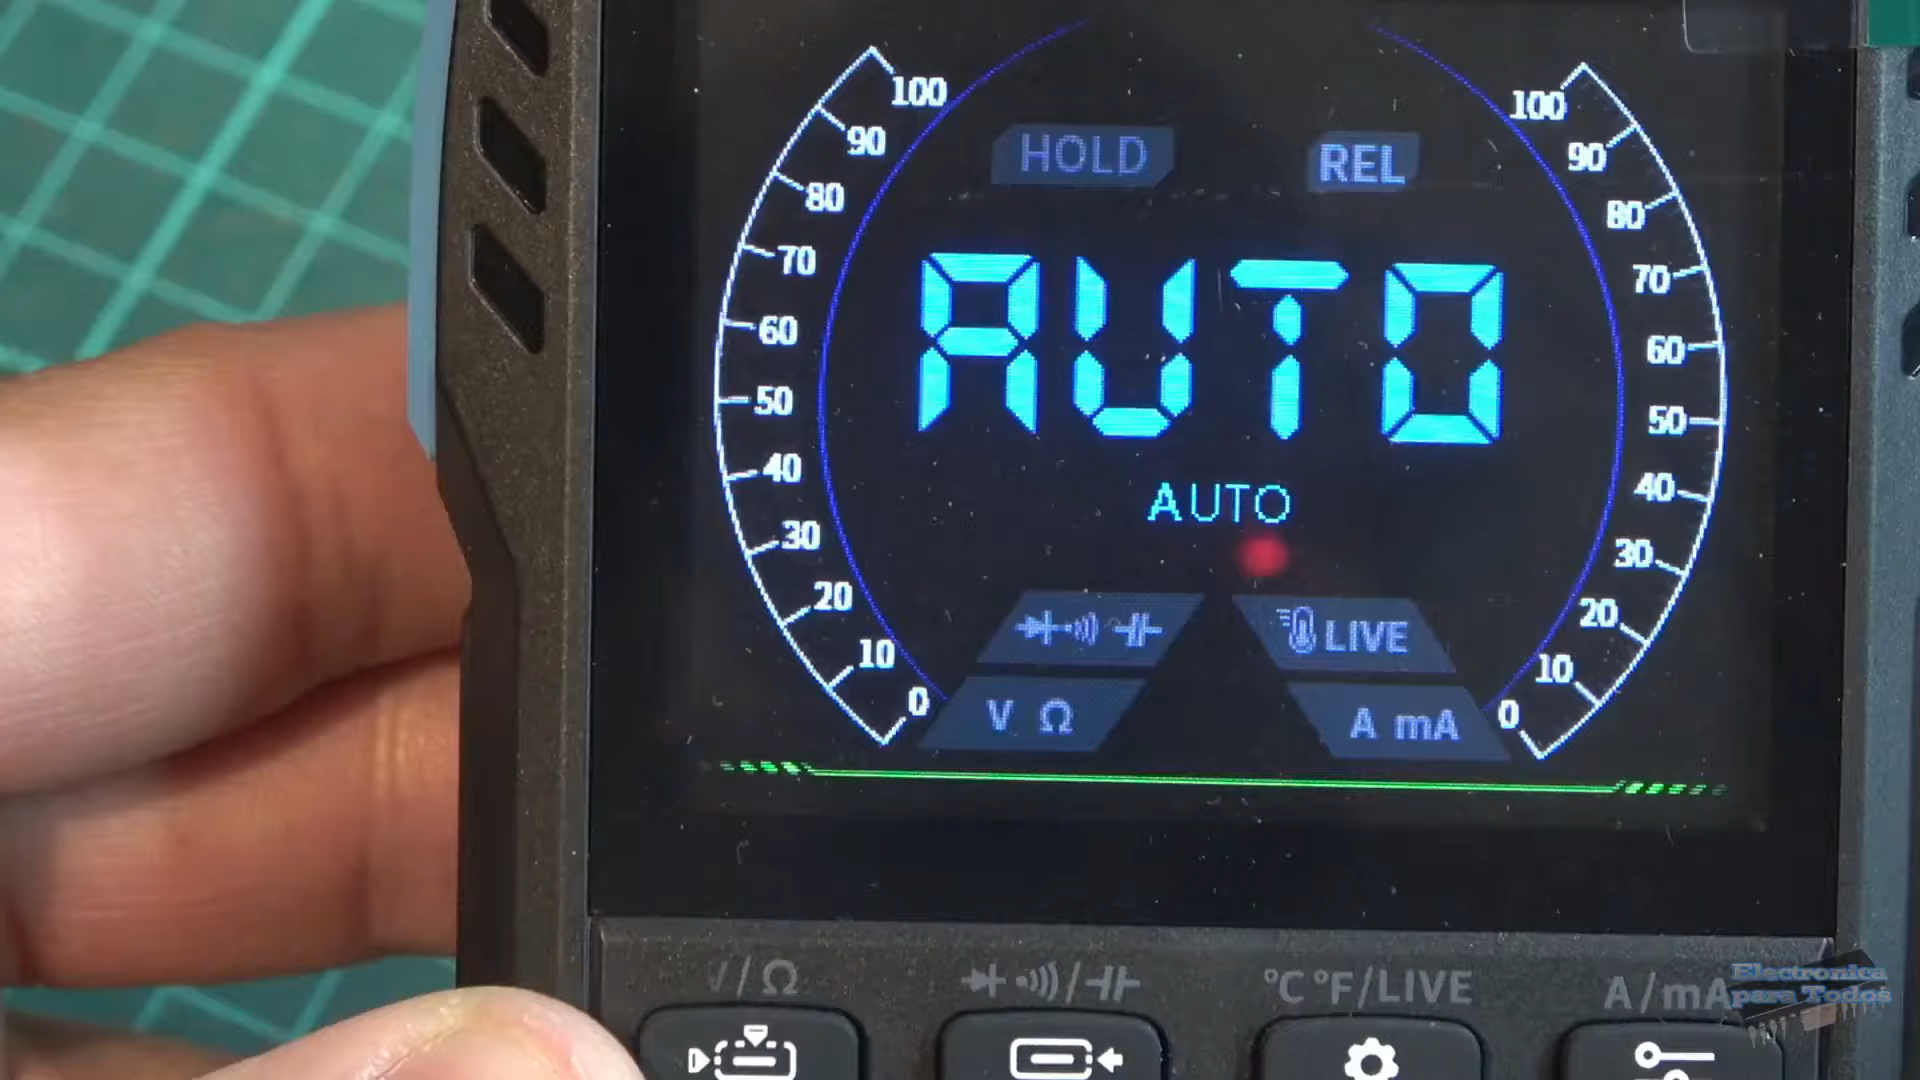 100 100
90 HOLD REL 90
80 80
70 AUTO 70
60 60
50 50
40 AUTO 40
30 30
20 LIVE 20
10 10
0 V Ω A mA 0
V/Ω °C °F/LIVE A/mA
Electronica
para Todos